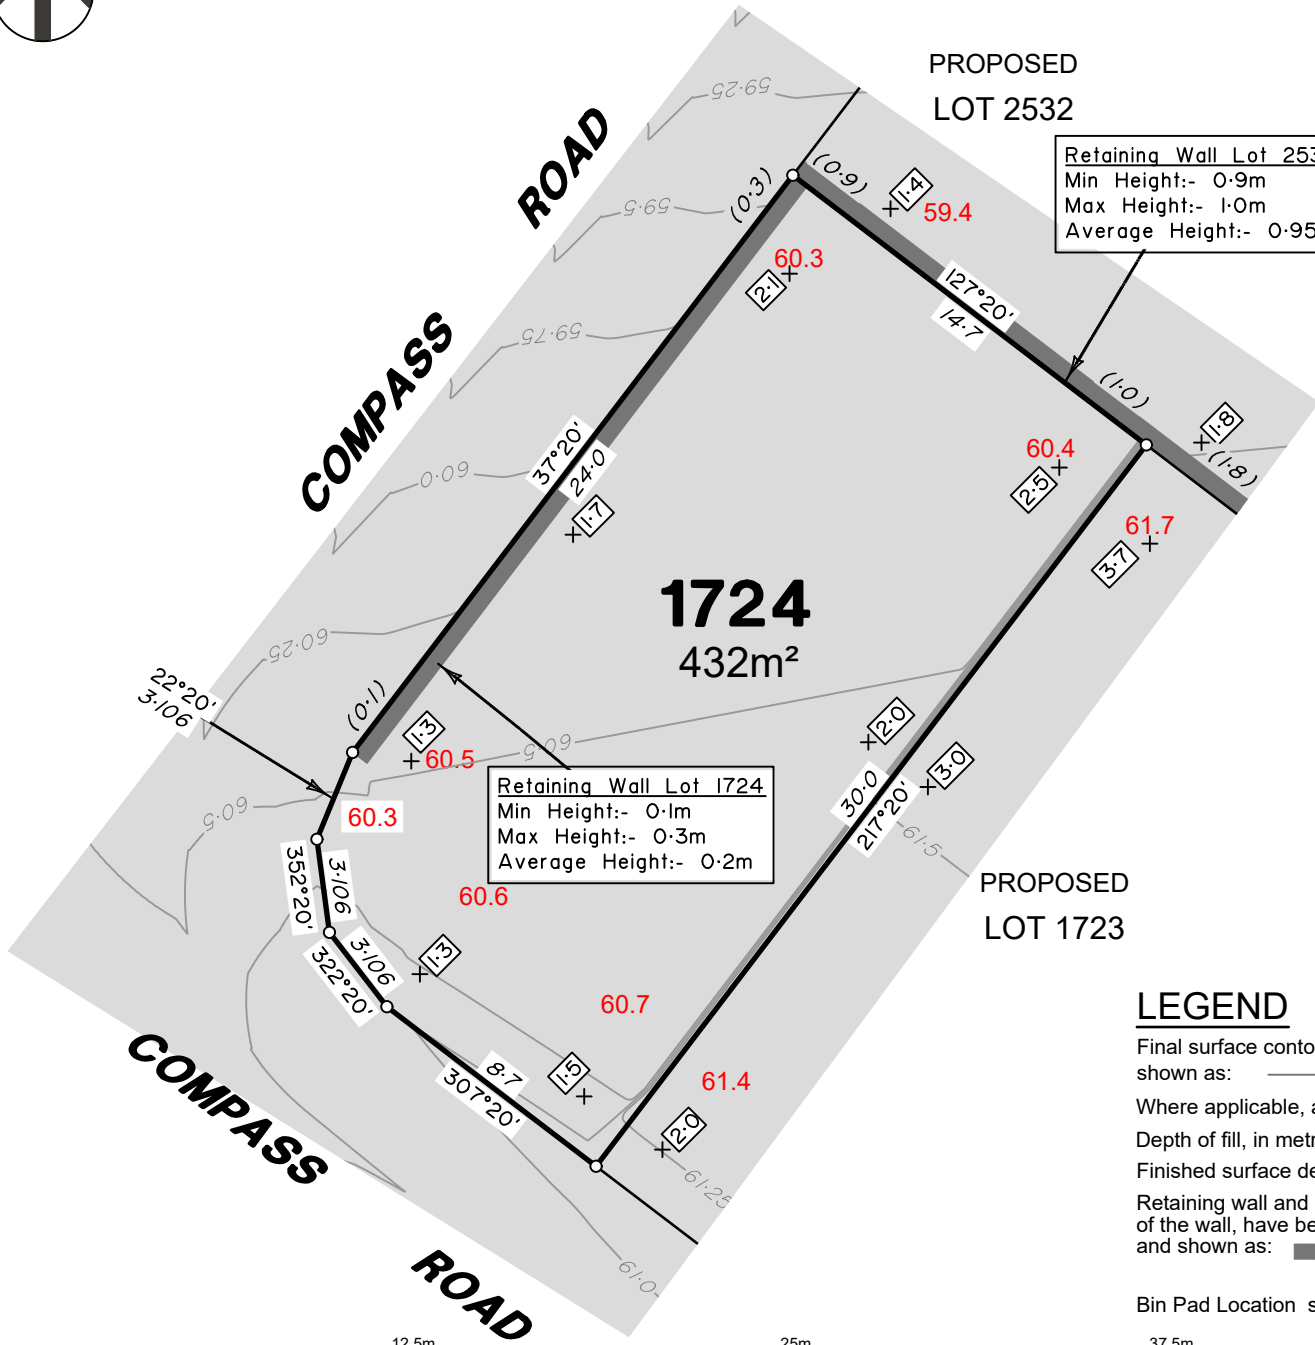 PROPOSED
LOT 2532
59·25
ROAD
Retaining Wall Lot 253
Min Height:- 0·9m
Max Height:- 1·0m
Average Height:- 0·95
(0·3)
(0·9)
1·4
59.4
59·5
60.3
2·1
127°20'
14·7
59·75
COMPASS
(1·0)
1·8
(1·8)
60.4
2·5
60·0
37°20'
24·0
1·7
61.7
3·7
1724
432m²
60·25
22°20'
3·106
(0·1)
1·3
60.5
60·5
2·0
3·0
30·0
217°20'
Retaining Wall Lot 1724
Min Height:- 0·1m
Max Height:- 0·3m
Average Height:- 0·2m
60·5
60.3
61·5
352°20'
3·106
60.6
PROPOSED
LOT 1723
322°20'
3·106
1·3
60.7
LEGEND
Final surface conto
shown as:
Where applicable, a
Depth of fill, in metr
Finished surface de
Retaining wall and
of the wall, have be
and shown as:
Bin Pad Location s
COMPASS
8·7
307°20'
1·5
61.4
2·0
61·25
ROAD
61·0
12.5m
25m
37.5m